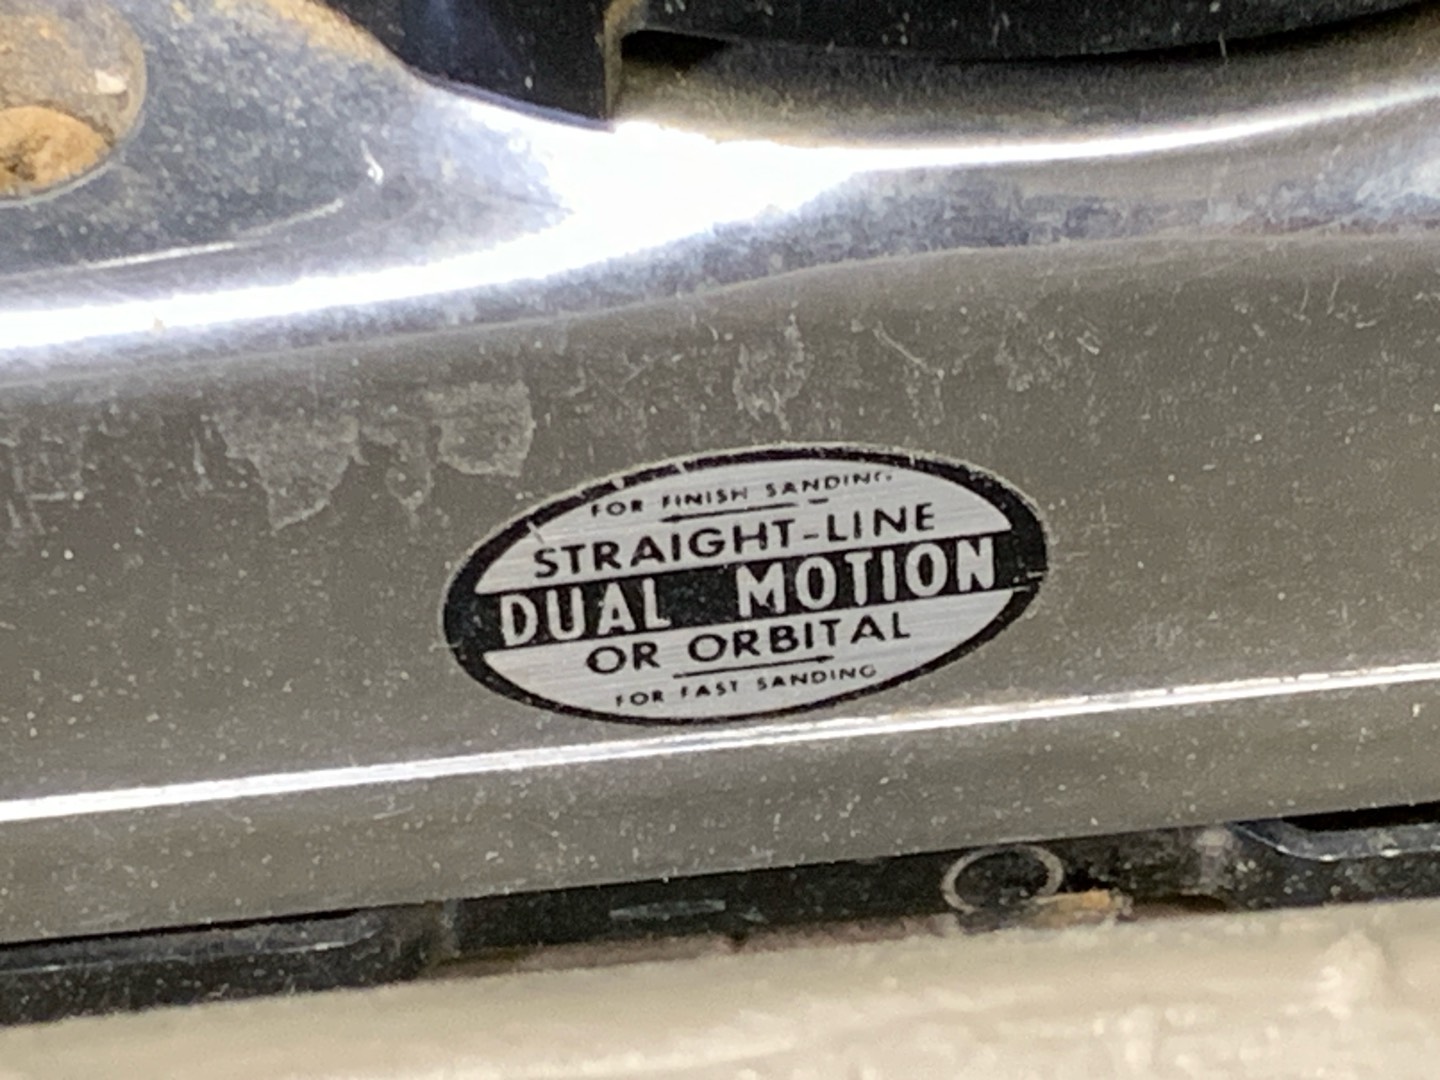 FOR FINISH SANDING
STRAIGHT-LINE
DUAL MOTION
OR ORBITAL
FOR FAST SANDING